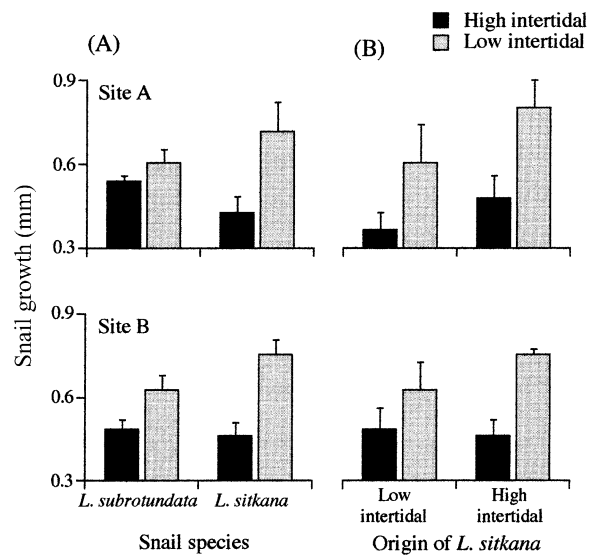 (A)
(B)
High intertidal
Low intertidal
Snail growth (mm)
0.9
Site A
0.6
0.3
0.9
Site B
0.6
0.3
L. subrotundata
L. sitkana
Low
intertidal
High
intertidal
Snail species
Origin of L. sitkana